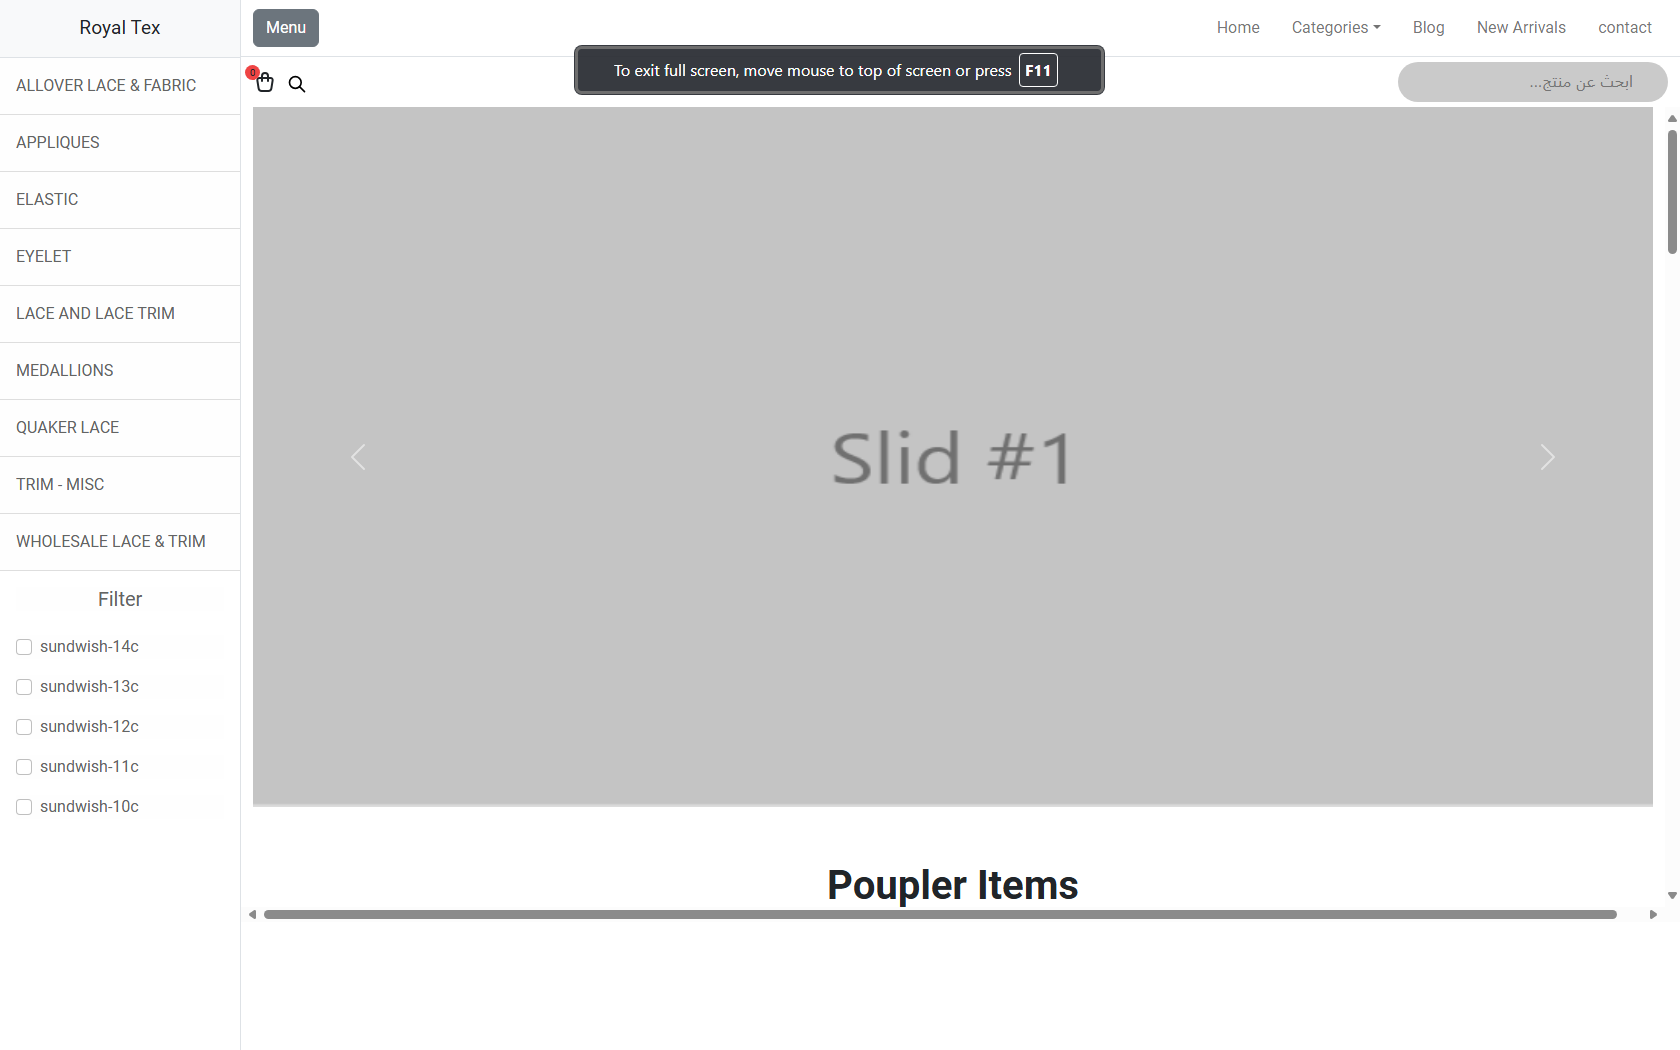 Royal Tex
Menu
Home
Categories
Blog
New Arrivals
contact
To exit full screen, move mouse to top of screen or press F11
0
ابحث عن منتج...
ALLOVER LACE & FABRIC
APPLIQUES
ELASTIC
EYELET
LACE AND LACE TRIM
MEDALLIONS
QUAKER LACE
TRIM - MISC
WHOLESALE LACE & TRIM
Filter
sundwish-14c
sundwish-13c
sundwish-12c
sundwish-11c
sundwish-10c
Slid #1
Poupler Items